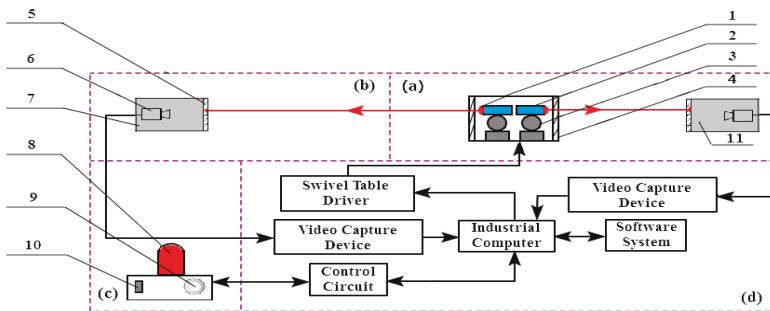 5
6
7
8
9
10
1
2
3
4
(b)
(a)
11
Swivel Table
Driver
Video Capture
Device
Video Capture
Device
Industrial
Computer
Software
System
Control
Circuit
(c)
(d)